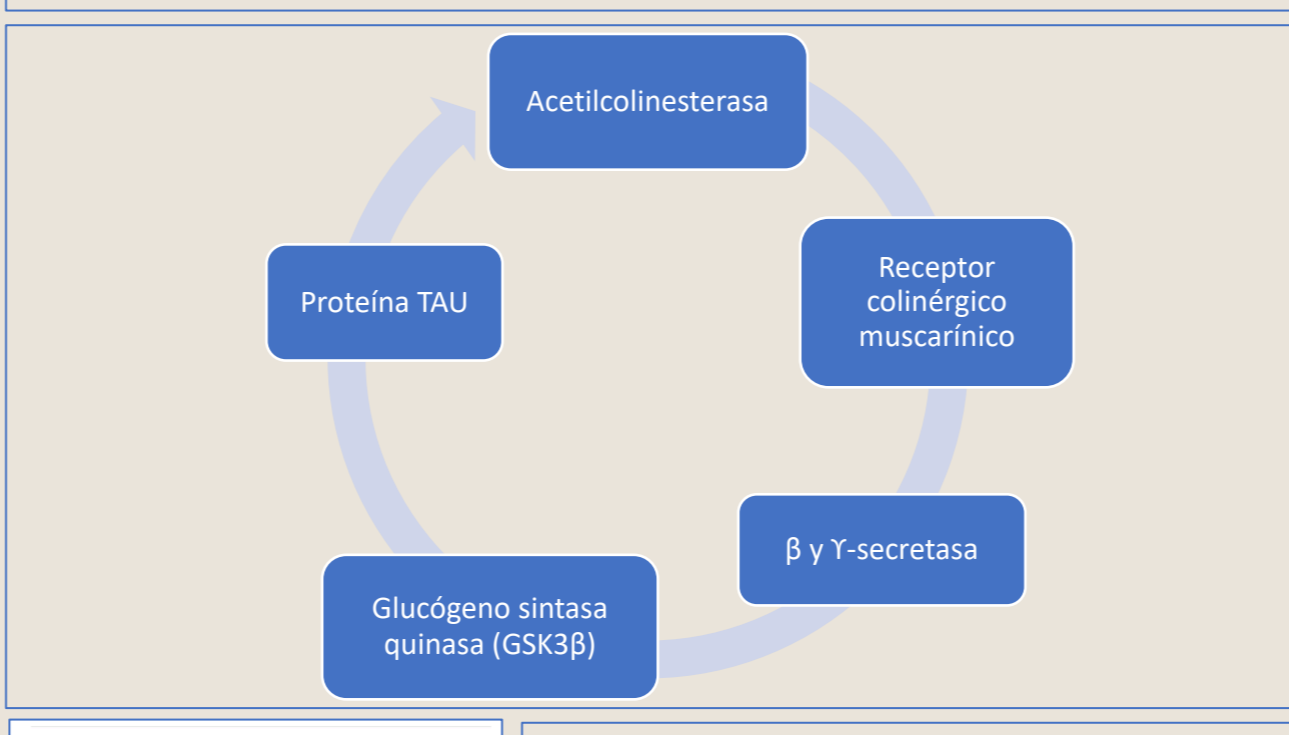 Acetilcolinesterasa
Receptor
colinérgico
muscarínico
β y ϒ-secretasa
Glucógeno sintasa
quinasa (GSK3β)
Proteína TAU